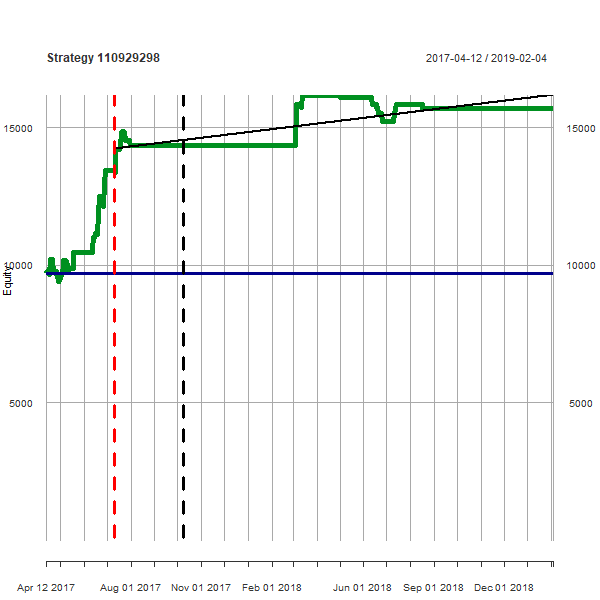 Strategy 110929298
2017-04-12 / 2019-02-04
15000 15000
10000 10000
Equity
5000 5000
Apr 12 2017 Aug 01 2017 Nov 01 2017 Feb 01 2018 Jun 01 2018 Sep 01 2018 Dec 01 2018